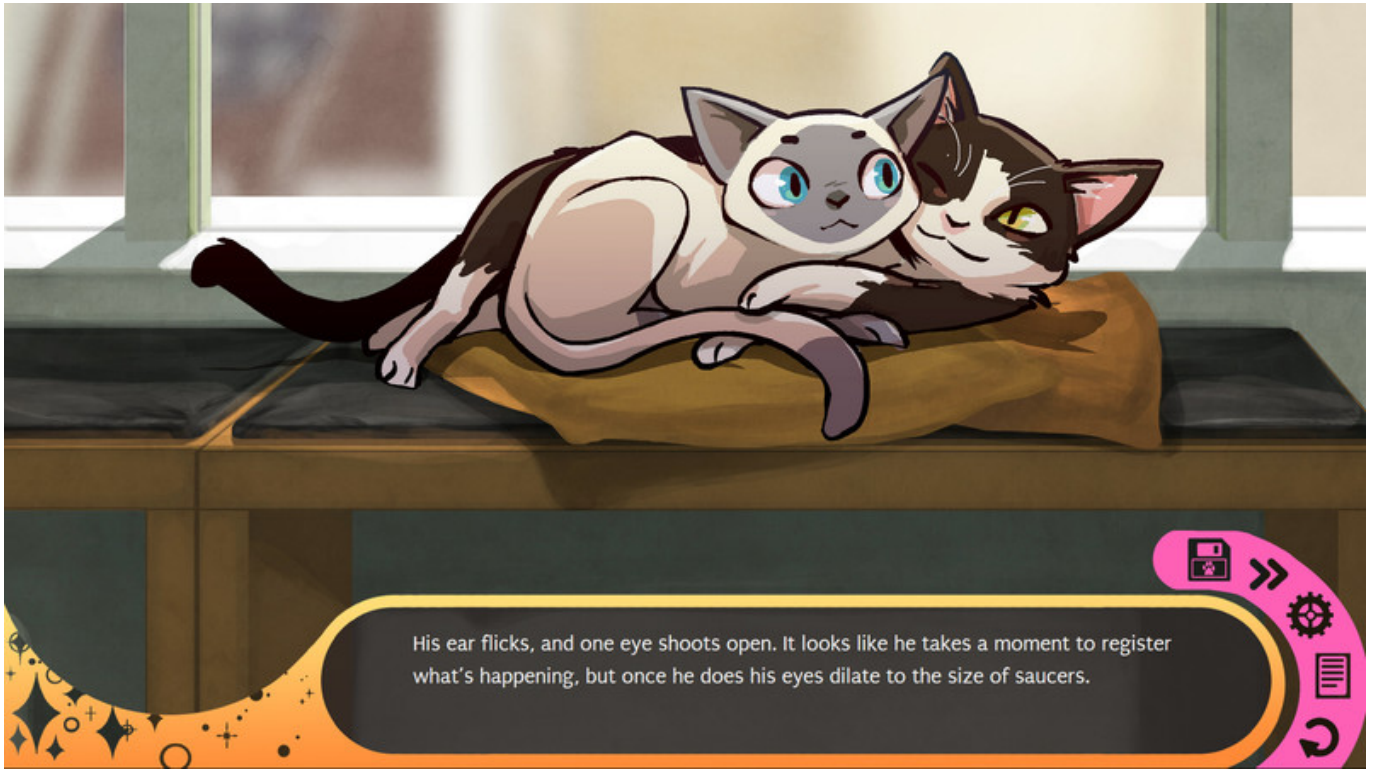 His ear flicks, and one eye shoots open. It looks like he takes a moment to register
what's happening, but once he does his eyes dilate to the size of saucers.